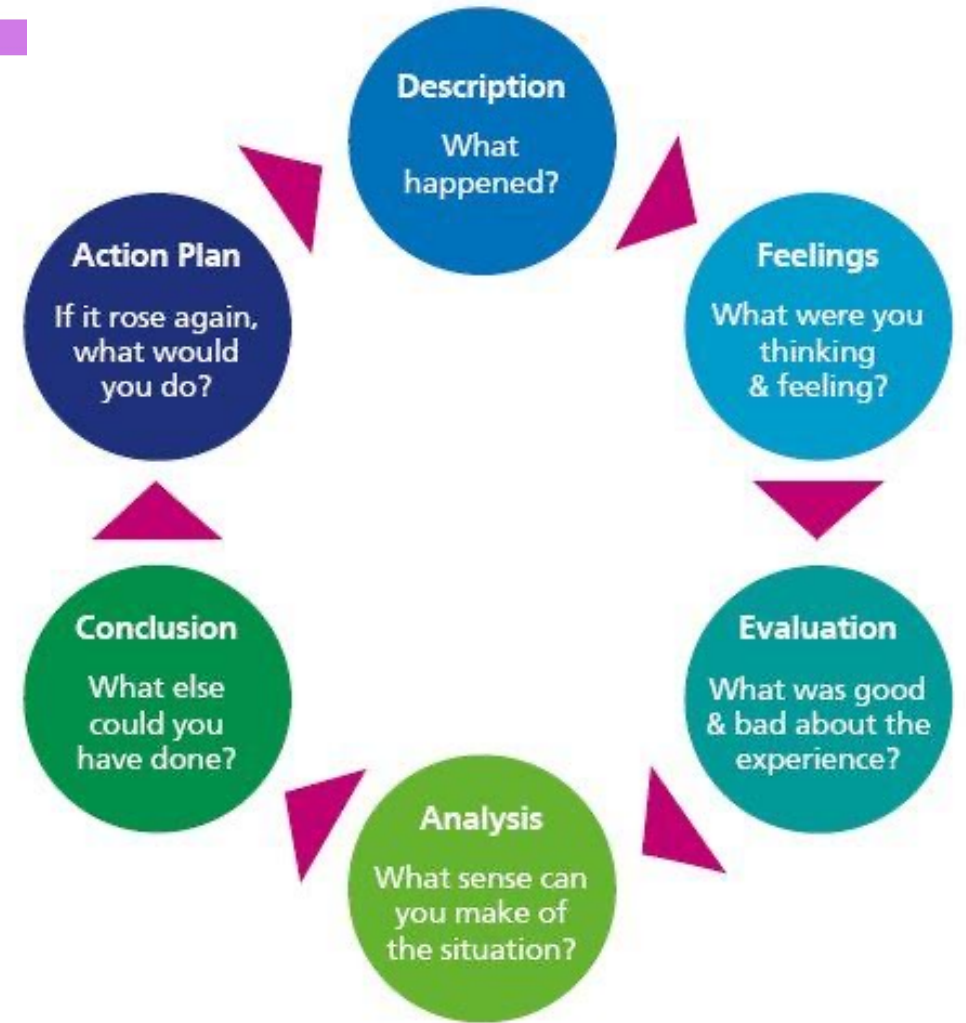 Description
What
happened?
Feelings
What were you
thinking
& feeling?
Evaluation
What was good
& bad about the
experience?
Analysis
What sense can
you make of
the situation?
Conclusion
What else
could you
have done?
Action Plan
If it rose again,
what would
you do?